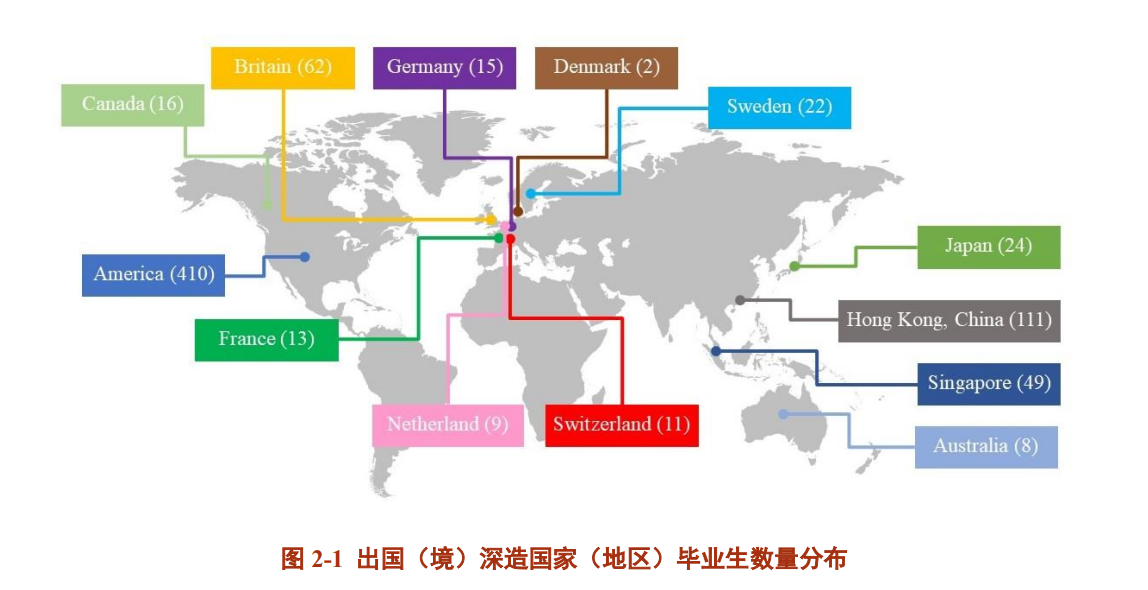 Britain (62)
Germany (15)
Denmark (2)
Canada (16)
Sweden (22)
Japan (24)
America (410)
Hong Kong, China (111)
France (13)
Singapore (49)
Netherland (9)
Switzerland (11)
Australia (8)
图 2-1 出国（境）深造国家（地区）毕业生数量分布